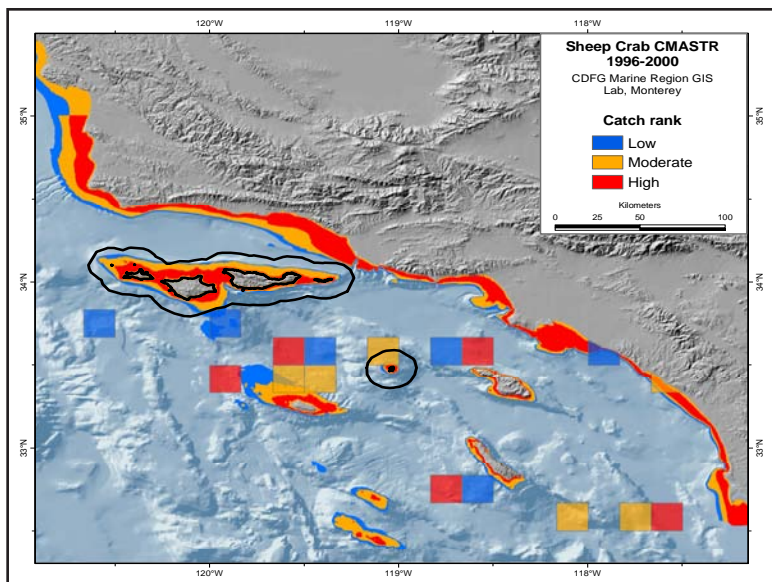 120°W
119°W
118°W
Sheep Crab CMASTR
1996-2000
CDFG Marine Region GIS
Lab, Monterey
Catch rank
Low
Moderate
High
Kilometers
0 25 50 100
35°N
35°N
34°N
34°N
33°N
33°N
120°W
119°W
118°W